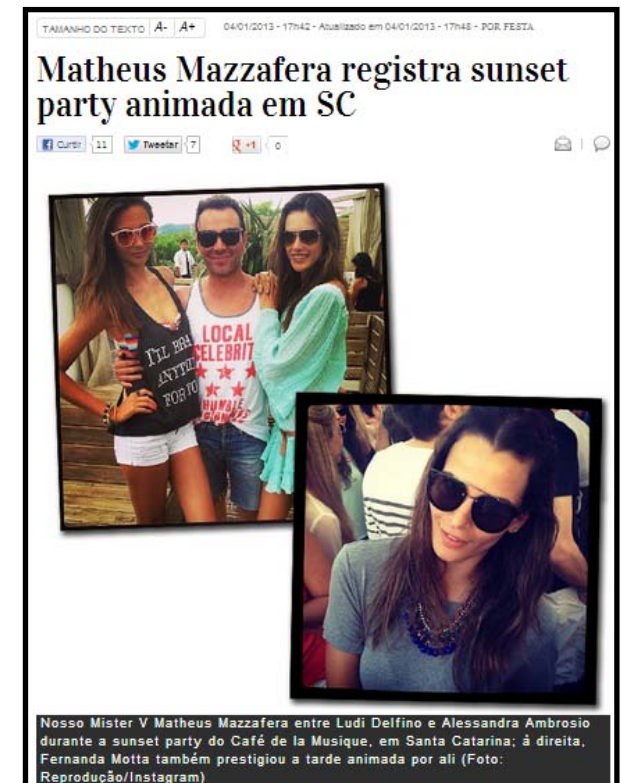 TAMANHO DO TEXTO A- A+ 04/01/2013 - 17h42 - Atualizado em 04/01/2013 - 17h48 - POR FESTA
Matheus Mazzafera registra sunset
party animada em SC
Curtir 11 Tweetar 7 +1 0
I'LL
ANYTHI
FOR YO
LOCAL
CELEBRIT
HUMBLE
Nosso Mister V Matheus Mazzafera entre Ludi Delfino e Alessandra Ambrosio
durante a sunset party do Café de la Musique, em Santa Catarina; á direita,
Fernanda Motta também prestigiou a tarde animada por ali (Foto:
Reprodução/Instagram)